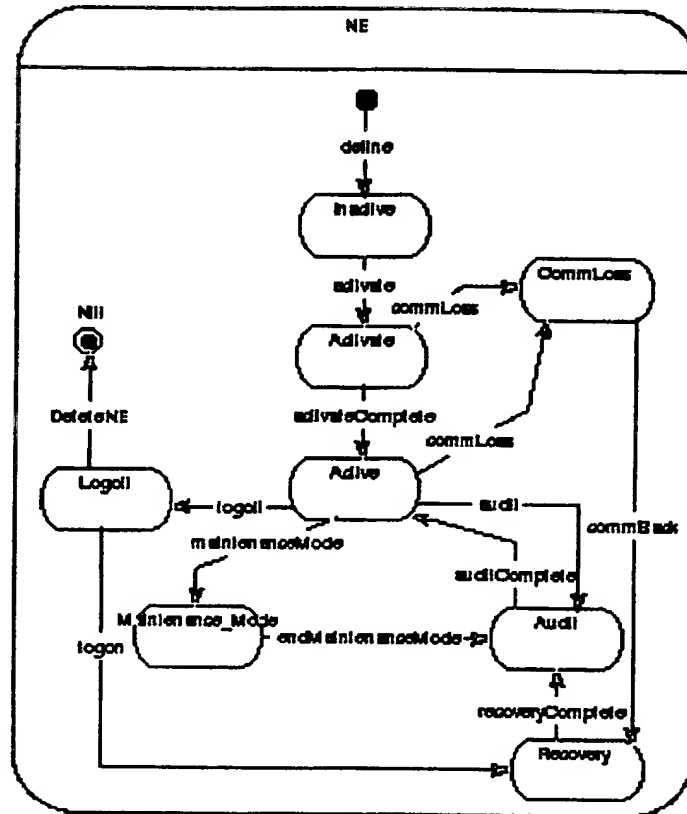 NE
define
Inactive
activate
CommLoss
commLoss
Nil
Activate
DeleteNE
activateComplete
commLoss
Active
Logoff
logoff
audit
commBack
maintenanceMode
auditComplete
Maintenance_Mode
Audit
logon
endMaintenanceMode
recoveryComplete
Recovery